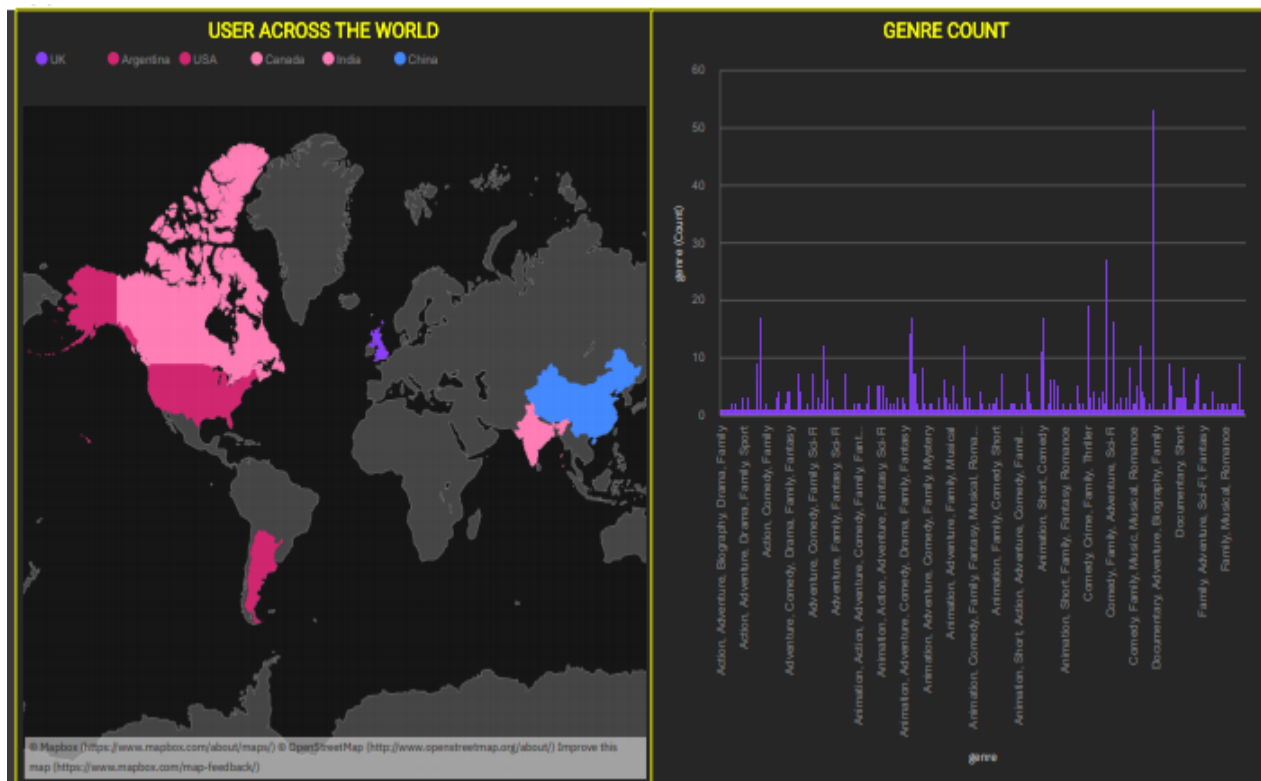 USER ACROSS THE WORLD
UK Argentina USA Canada India China
© Mapbox (https://www.mapbox.com/about/maps/) © OpenStreetMap (http://www.openstreetmap.org/about/) Improve this
map (https://www.mapbox.com/map-feedback/)
GENRE COUNT
60
50
40
30
20
10
0
genre (Count)
Action, Adventure, Biography, Drama, Family
Action, Adventure, Drama, Family, Sport
Action, Comedy, Family
Adventure, Comedy, Drama, Family, Fantasy
Adventure, Comedy, Family, Sci-Fi
Adventure, Family, Fantasy, Sci-Fi
Animation, Action, Adventure, Comedy, Family, Fant...
Animation, Action, Adventure, Fantasy, Sci-Fi
Animation, Adventure, Comedy, Drama, Family, Fantasy
Animation, Adventure, Comedy, Family, Mystery
Animation, Adventure, Family, Musical
Animation, Comedy, Family, Fantasy, Musical, Roma...
Animation, Family, Comedy, Short
Animation, Short, Action, Adventure, Comedy, Famil...
Animation, Short, Comedy
Animation, Short, Family, Fantasy, Romance
Comedy, Crime, Family, Thriller
Comedy, Family, Adventure, Sci-Fi
Comedy, Family, Music, Musical, Romance
Documentary, Adventure, Biography, Family
Documentary, Short
Family, Adventure, Sci-Fi, Fantasy
Family, Musical, Romance
genre